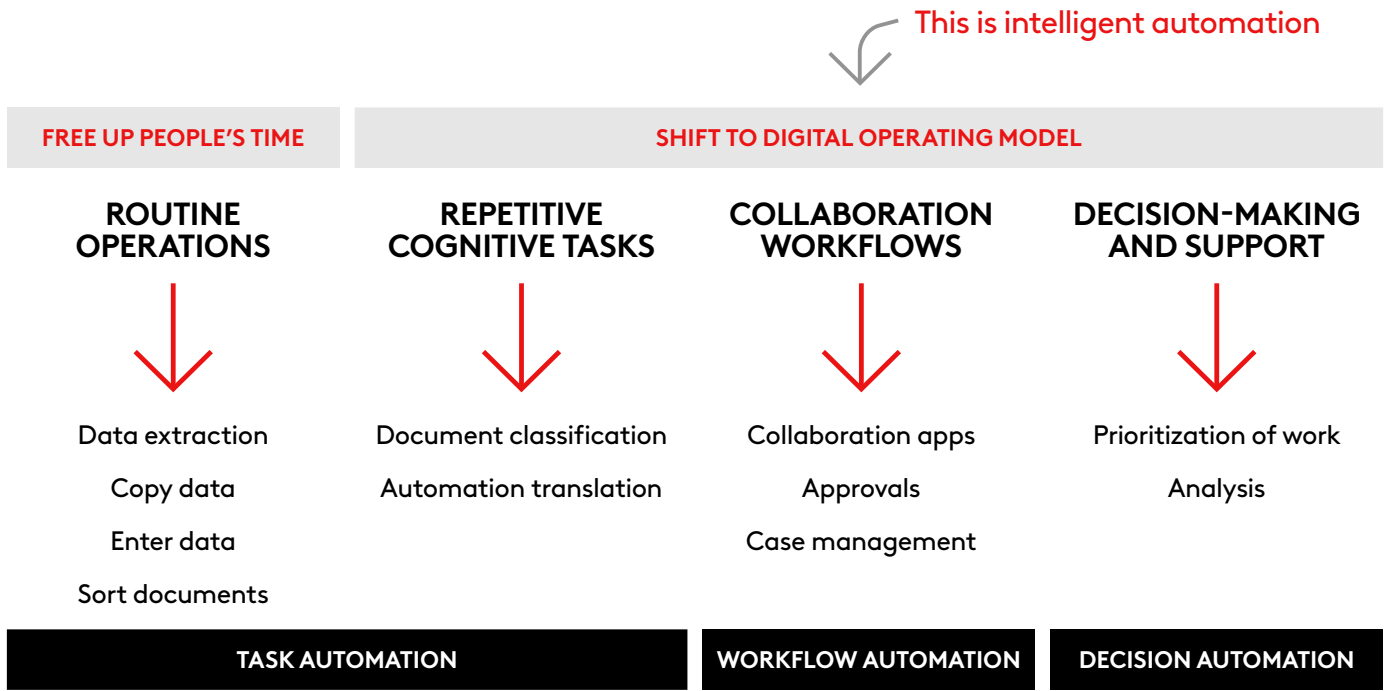 This is intelligent automation
FREE UP PEOPLE’S TIME
SHIFT TO DIGITAL OPERATING MODEL
ROUTINE
OPERATIONS
REPETITIVE
COGNITIVE TASKS
COLLABORATION
WORKFLOWS
DECISION-MAKING
AND SUPPORT
Data extraction
Copy data
Enter data
Sort documents
Document classification
Automation translation
Collaboration apps
Approvals
Case management
Prioritization of work
Analysis
TASK AUTOMATION
WORKFLOW AUTOMATION
DECISION AUTOMATION